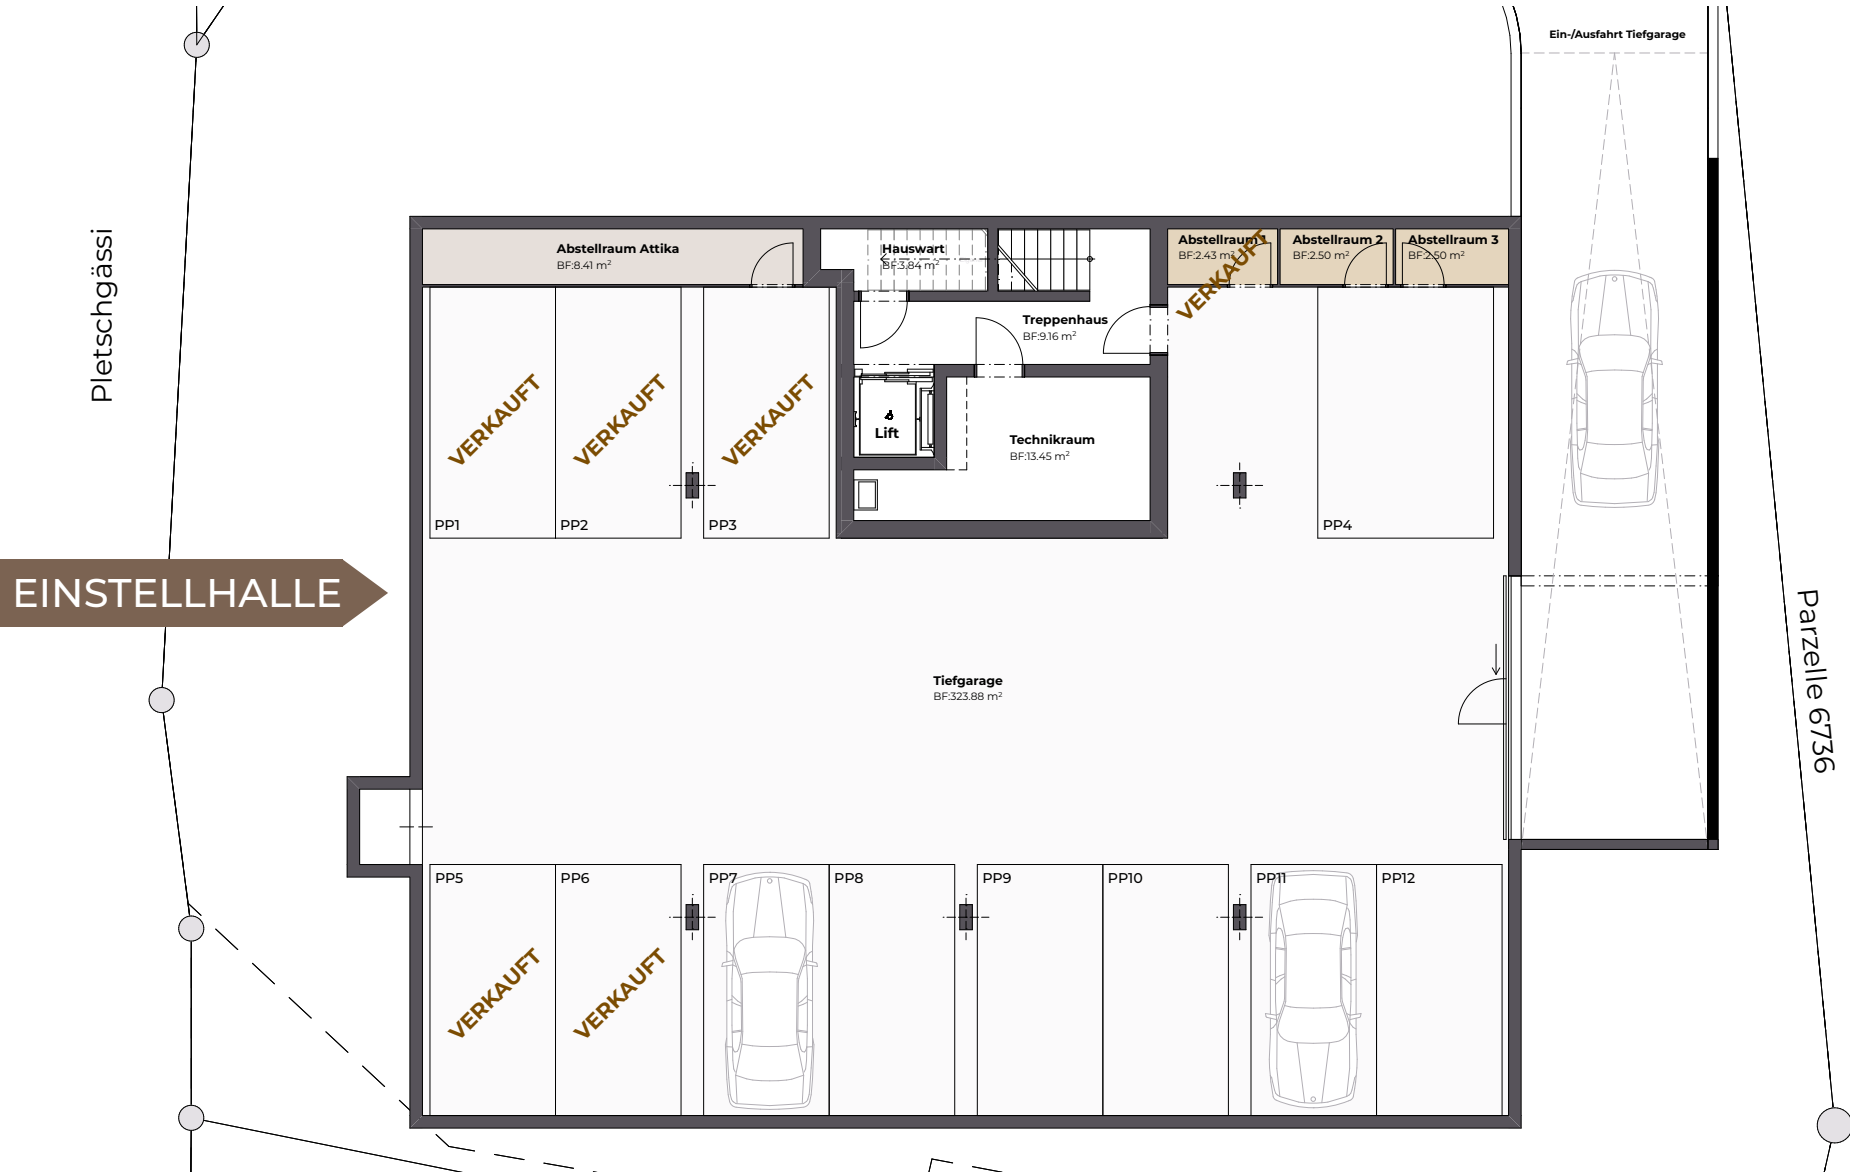 Ein-/Ausfahrt Tiefgarage
Pletschgässi
Abstellraum Attika
BF:8.41 m²
Hauswart
BF:3.84 m²
Abstellraum 1
BF:2.43 m²
VERKAUFT
Abstellraum 2
BF:2.50 m²
Abstellraum 3
BF:2.50 m²
Treppenhaus
BF:9.16 m²
VERKAUFT
VERKAUFT
VERKAUFT
Lift
Technikraum
BF:13.45 m²
PP1
PP2
PP3
PP4
EINSTELLHALLE
Tiefgarage
BF:323.88 m²
Parzelle 6736
PP5
PP6
PP7
PP8
PP9
PP10
PP11
PP12
VERKAUFT
VERKAUFT